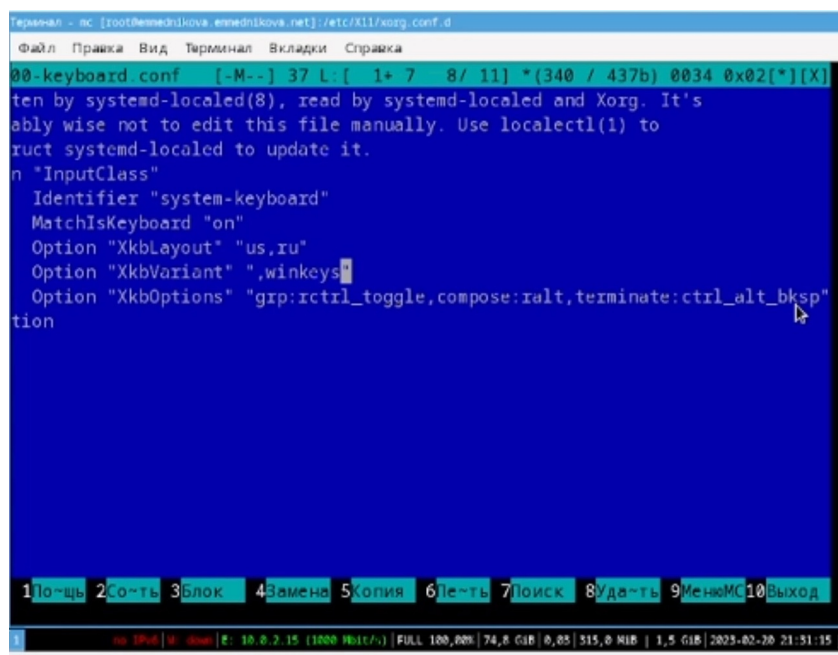 Терминал - mc [root@emmednikova.emmednikova.net]:/etc/X11/xorg.conf.d
Файл Правка Вид Терминал Вкладки Справка
00-keyboard.conf [-M--] 37 L:[ 1+ 7 8/ 11] *(340 / 437b) 0034 0x02[*][X]
ten by systemd-localed(8), read by systemd-localed and Xorg. It's
ably wise not to edit this file manually. Use localectl(1) to
ruct systemd-localed to update it.
n "InputClass"
Identifier "system-keyboard"
MatchIsKeyboard "on"
Option "XkbLayout" "us,ru"
Option "XkbVariant" ",winkeys"
Option "XkbOptions" "grp:rctrl_toggle,compose:ralt,terminate:ctrl_alt_bksp"
tion
1По~щь 2Со~ть 3Блок 4Замена 5Копия 6Пе~ть 7Поиск 8Уда~ть 9МенюMC 10Выход
1 no IPv6 | W: down | E: 10.0.2.15 (1000 Mbit/s) | FULL 100,00% | 74,8 GiB | 0,03 | 315,0 MiB | 1,5 GiB | 2023-02-20 21:31:15